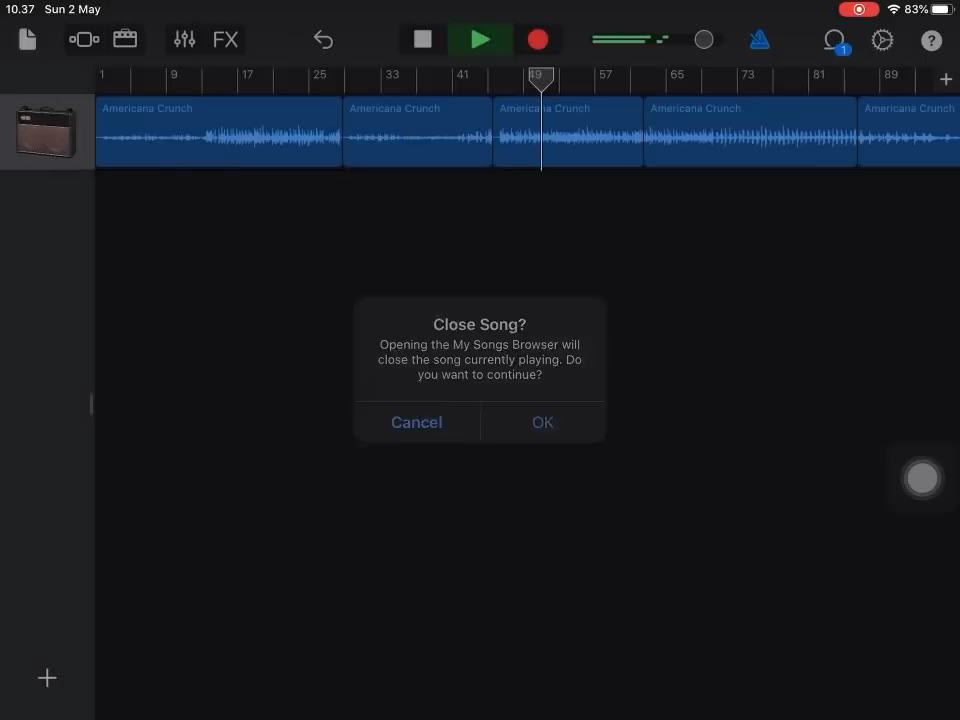 10.37 Sun 2 May 83%
FX 1 ?
1 9 17 25 33 41 49 57 65 73 81 89 +
Americana Crunch Americana Crunch Americana Crunch Americana Crunch Americana Crunch
Close Song?
Opening the My Songs Browser will
close the song currently playing. Do
you want to continue?
Cancel OK